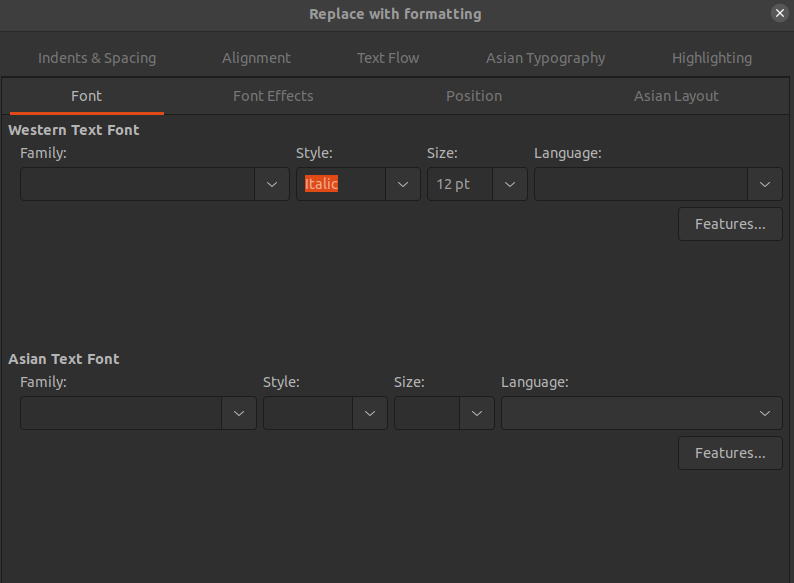 Replace with formatting
Indents & Spacing Alignment Text Flow Asian Typography Highlighting
Font Font Effects Position Asian Layout
Western Text Font
Family: Style: Size: Language:
Italic 12 pt
Features...
Asian Text Font
Family: Style: Size: Language:
Features...